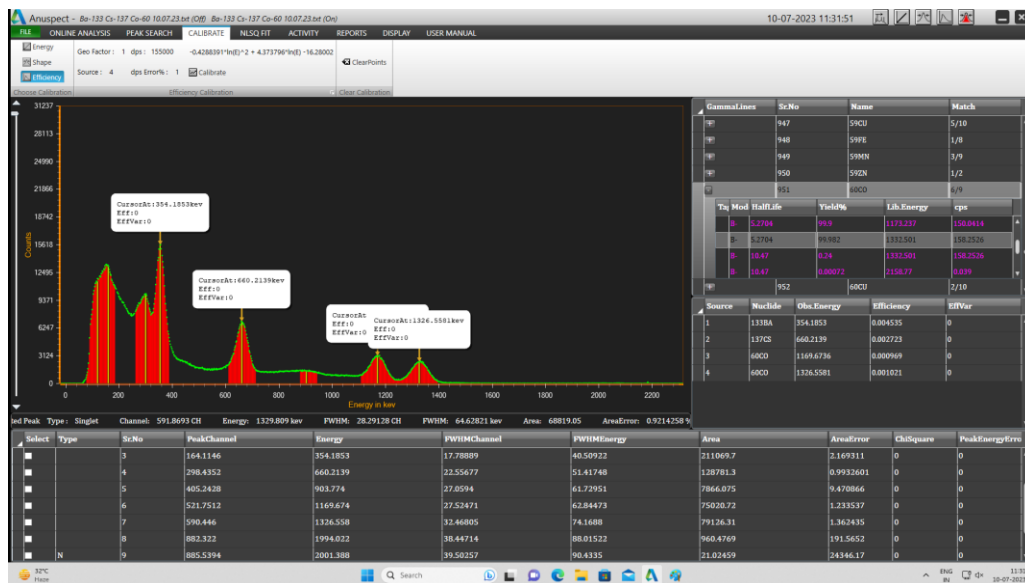 Anuspect - Ba-133 Cs-137 Co-60 10.07.23.txt (Off) Ba-133 Cs-137 Co-60 10.07.23.txt (On) 10-07-2023 11:31:51
FILE ONLINE ANALYSIS PEAK SEARCH CALIBRATE NLSQ FIT ACTIVITY REPORTS DISPLAY USER MANUAL
Energy Geo Factor : 1 dps : 155000 -0.4288391*ln(E)^2 + 4.373796*ln(E) -16.28002
Shape ClearPoints
Efficiency Source : 4 dps Error% : 1 Calibrate
Choose Calibration Efficiency Calibration Clear Calibration
31237
28113
24990
21866
18742
15618
12495
9371
6247
3124
0
Counts
CursorAt:354.1853kev
Eff:0
EffVar:0
CursorAt:660.2139kev
Eff:0
EffVar:0
CursorAt
Eff:0
EffVar:0
CursorAt:1326.5581kev
Eff:0
EffVar:0
0 200 400 600 800 1000 1200 1400 1600 1800 2000 2200
Energy in kev
GammaLines Sr.No Name Match
947 59CU 5/10
948 59FE 1/8
949 59MN 3/9
950 59ZN 1/2
951 60CO 6/9
Ta Mod HalfLife Yield% Lib.Energy cps
B- 5.2704 99.9 1173.237 150.0414
B- 5.2704 99.982 1332.501 158.2526
B- 10.47 0.24 1332.501 158.2526
B- 10.47 0.00072 2158.77 0.039
952 60CU 2/10
Source Nuclide Obs.Energy Efficiency EffVar
1 133BA 354.1853 0.004535 0
2 137CS 660.2139 0.002723 0
3 60CO 1169.6736 0.000969 0
4 60CO 1326.5581 0.001021 0
ted Peak Type : Singlet Channel: 591.8693 CH Energy: 1329.809 kev FWHM: 28.29128 CH FWHM: 64.62821 kev Area: 68819.05 AreaError: 0.9214258 %
Select Type Sr.No PeakChannel Energy FWHMChannel FWHMEnergy Area AreaError ChiSquare PeakEnergyErro
3 164.1146 354.1853 17.78889 40.50922 211069.7 2.169311 0 0
4 298.4352 660.2139 22.55677 51.41748 128781.3 0.9932601 0 0
5 405.2428 903.774 27.0594 61.72951 7866.075 9.470866 0 0
6 521.7512 1169.674 27.52471 62.84473 75020.72 1.233537 0 0
7 590.446 1326.558 32.46805 74.1688 79126.31 1.362435 0 0
8 882.322 1994.022 38.44714 88.01522 960.4769 191.5652 0 0
N 9 885.5394 2001.388 39.50257 90.4335 21.02459 24346.17 0 0
32°C
Haze
Search
ENG
IN
11:31
10-07-2023